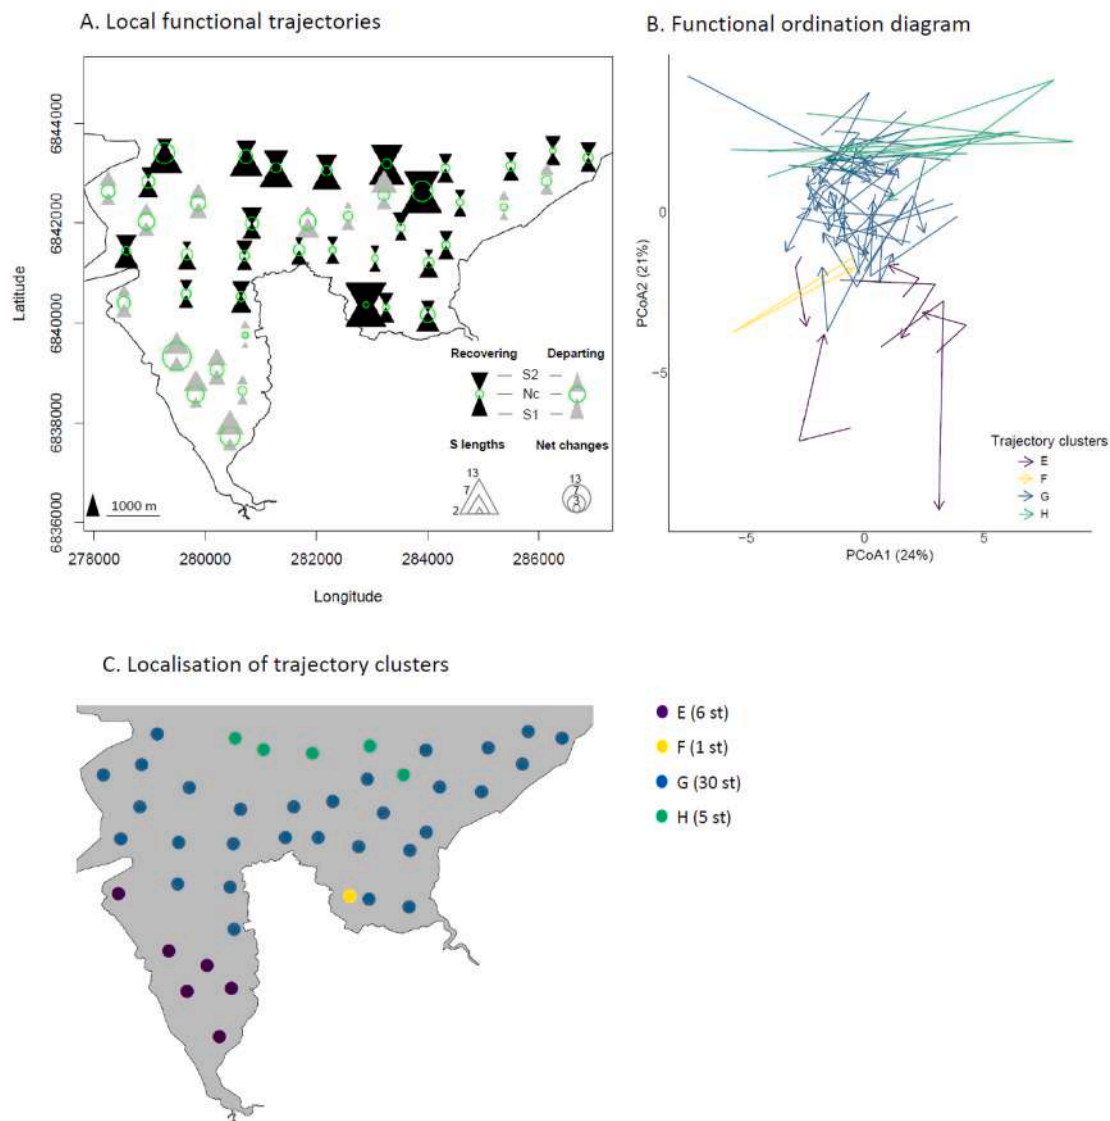 A. Local functional trajectories
B. Functional ordination diagram
6844000
6842000
6840000
6838000
6836000
Latitude
Recovering
Departing
S2
Nc
S1
S lengths
Net changes
13
7
2
13
7
3
1000 m
278000
280000
282000
284000
286000
Longitude
0
−5
PCoA2 (21%)
Trajectory clusters
E
F
G
H
−5
0
5
PCoA1 (24%)
C. Localisation of trajectory clusters
E (6 st)
F (1 st)
G (30 st)
H (5 st)